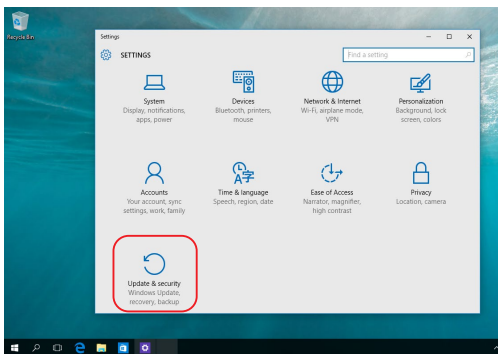 Recycle Bin
Settings
SETTINGS
Find a setting
System
Display, notifications,
apps, power
Devices
Bluetooth, printers,
mouse
Network & Internet
Wi-Fi, airplane mode,
VPN
Personalization
Background, lock
screen, colors
Accounts
Your account, sync
settings, work, family
Time & language
Speech, region, date
Ease of Access
Narrator, magnifier,
high contrast
Privacy
Location, camera
Update & security
Windows Update,
recovery, backup